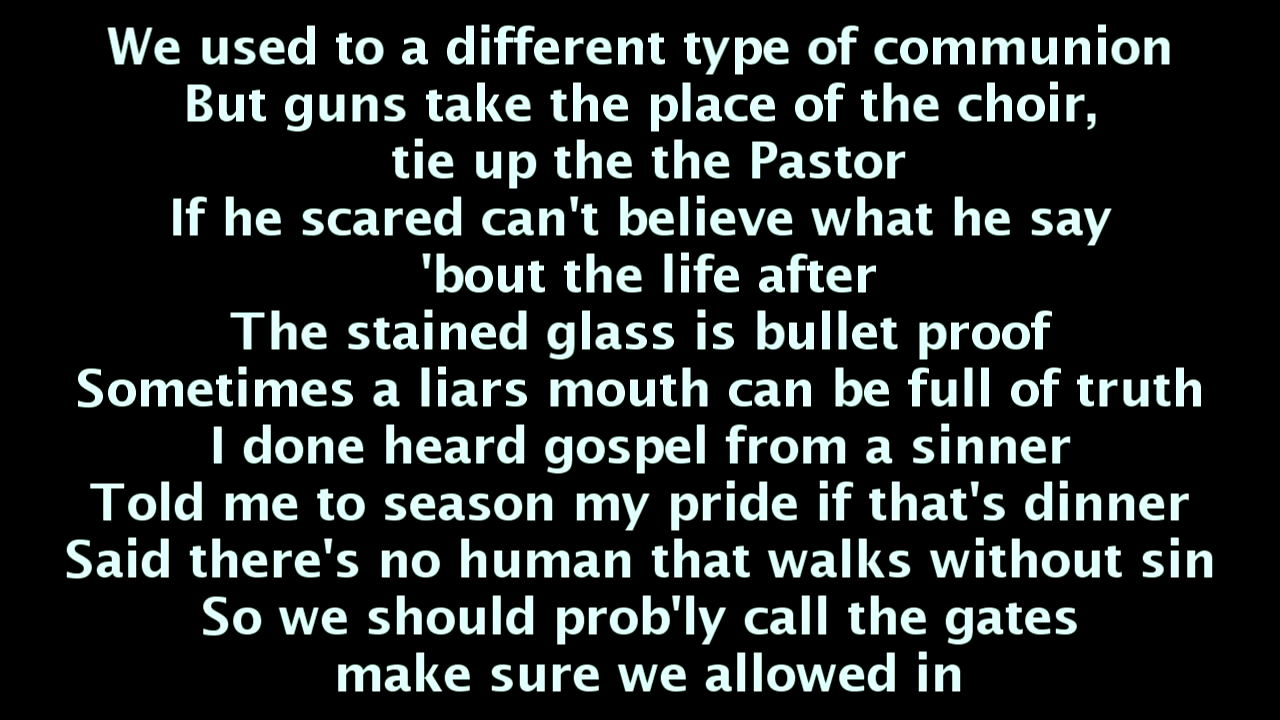 We used to a different type of communion
But guns take the place of the choir,
tie up the the Pastor
If he scared can't believe what he say
'bout the life after
The stained glass is bullet proof
Sometimes a liars mouth can be full of truth
I done heard gospel from a sinner
Told me to season my pride if that's dinner
Said there's no human that walks without sin
So we should prob'ly call the gates
make sure we allowed in